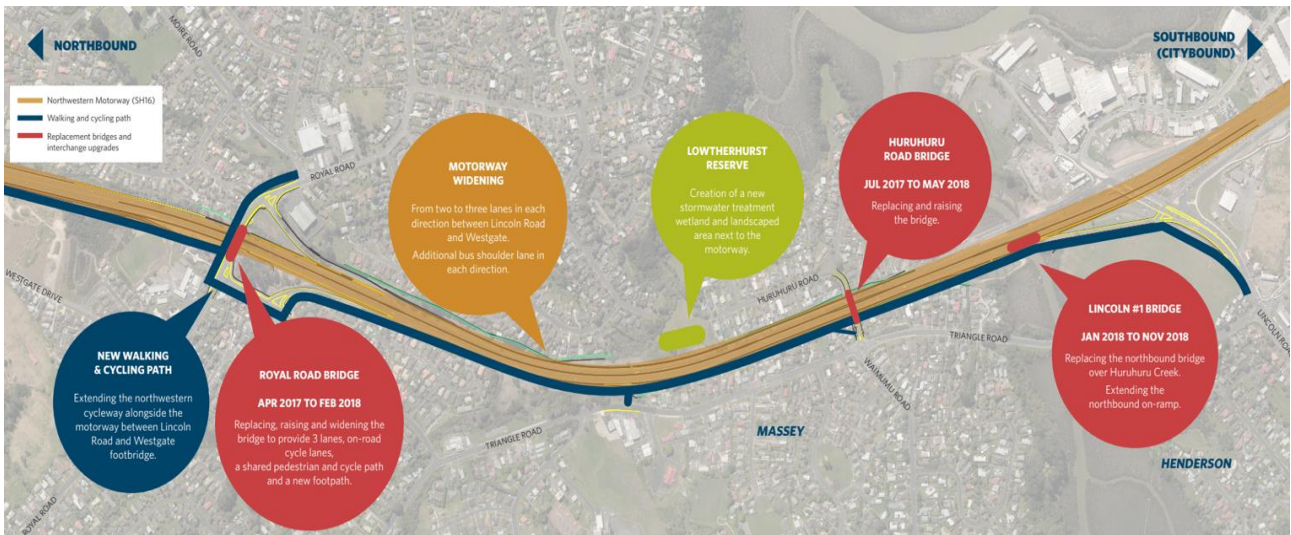 NORTHBOUND
SOUTHBOUND
(CITYBOUND)
Northwestern Motorway (SH16)
Walking and cycling path
Replacement bridges and
interchange upgrades
MOIRE ROAD
ROYAL ROAD
WESTGATE DRIVE
ROYAL ROAD
TRIANGLE ROAD
HURUHURU ROAD
WAIMUMU ROAD
TRIANGLE ROAD
LINCOLN ROAD
MASSEY
HENDERSON
NEW WALKING
& CYCLING PATH
Extending the northwestern
cycleway alongside the
motorway between Lincoln
Road and Westgate
footbridge.
ROYAL ROAD BRIDGE
APR 2017 TO FEB 2018
Replacing, raising and widening the
bridge to provide 3 lanes, on-road
cycle lanes,
a shared pedestrian and cycle path
and a new footpath.
MOTORWAY
WIDENING
From two to three lanes in each
direction between Lincoln Road
and Westgate.
Additional bus shoulder lane in
each direction.
LOWTHERHURST
RESERVE
Creation of a new
stormwater treatment
wetland and landscaped
area next to the
motorway.
HURUHURU
ROAD BRIDGE
JUL 2017 TO MAY 2018
Replacing and raising
the bridge.
LINCOLN #1 BRIDGE
JAN 2018 TO NOV 2018
Replacing the northbound bridge
over Huruhuru Creek.
Extending the
northbound on-ramp.